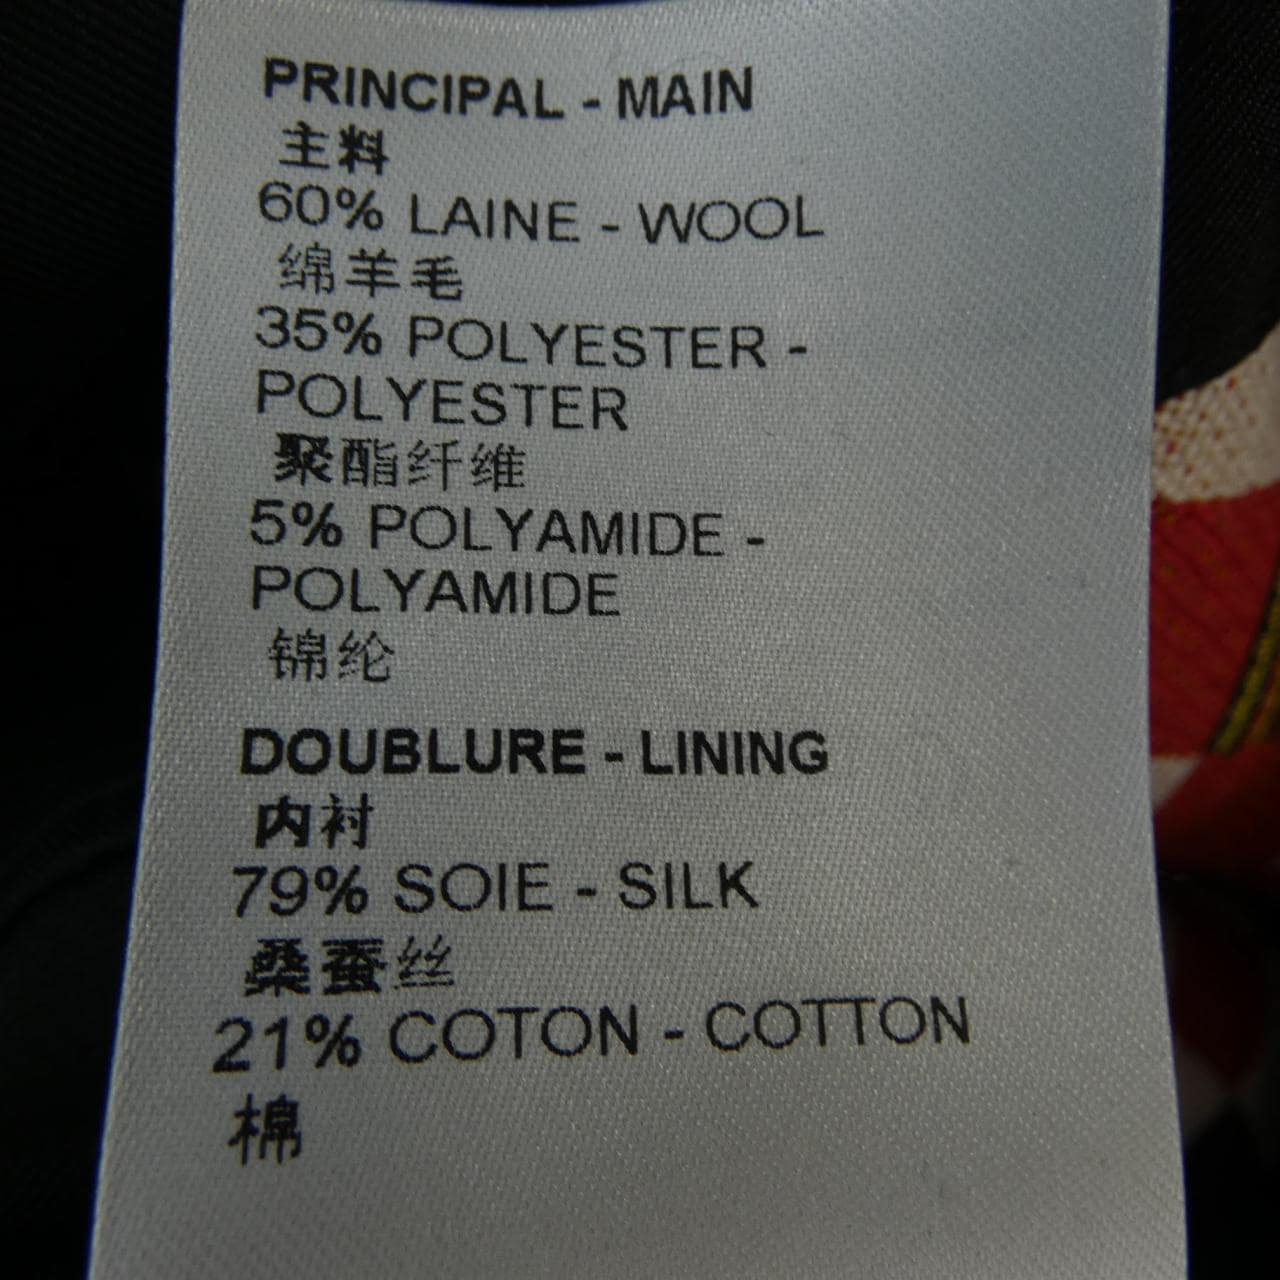 PRINCIPAL - MAIN
主料
60% LAINE - WOOL
绵羊毛
35% POLYESTER -
POLYESTER
聚酯纤维
5% POLYAMIDE -
POLYAMIDE
锦纶
DOUBLURE - LINING
内衬
79% SOIE - SILK
桑蚕丝
21% COTON - COTTON
棉